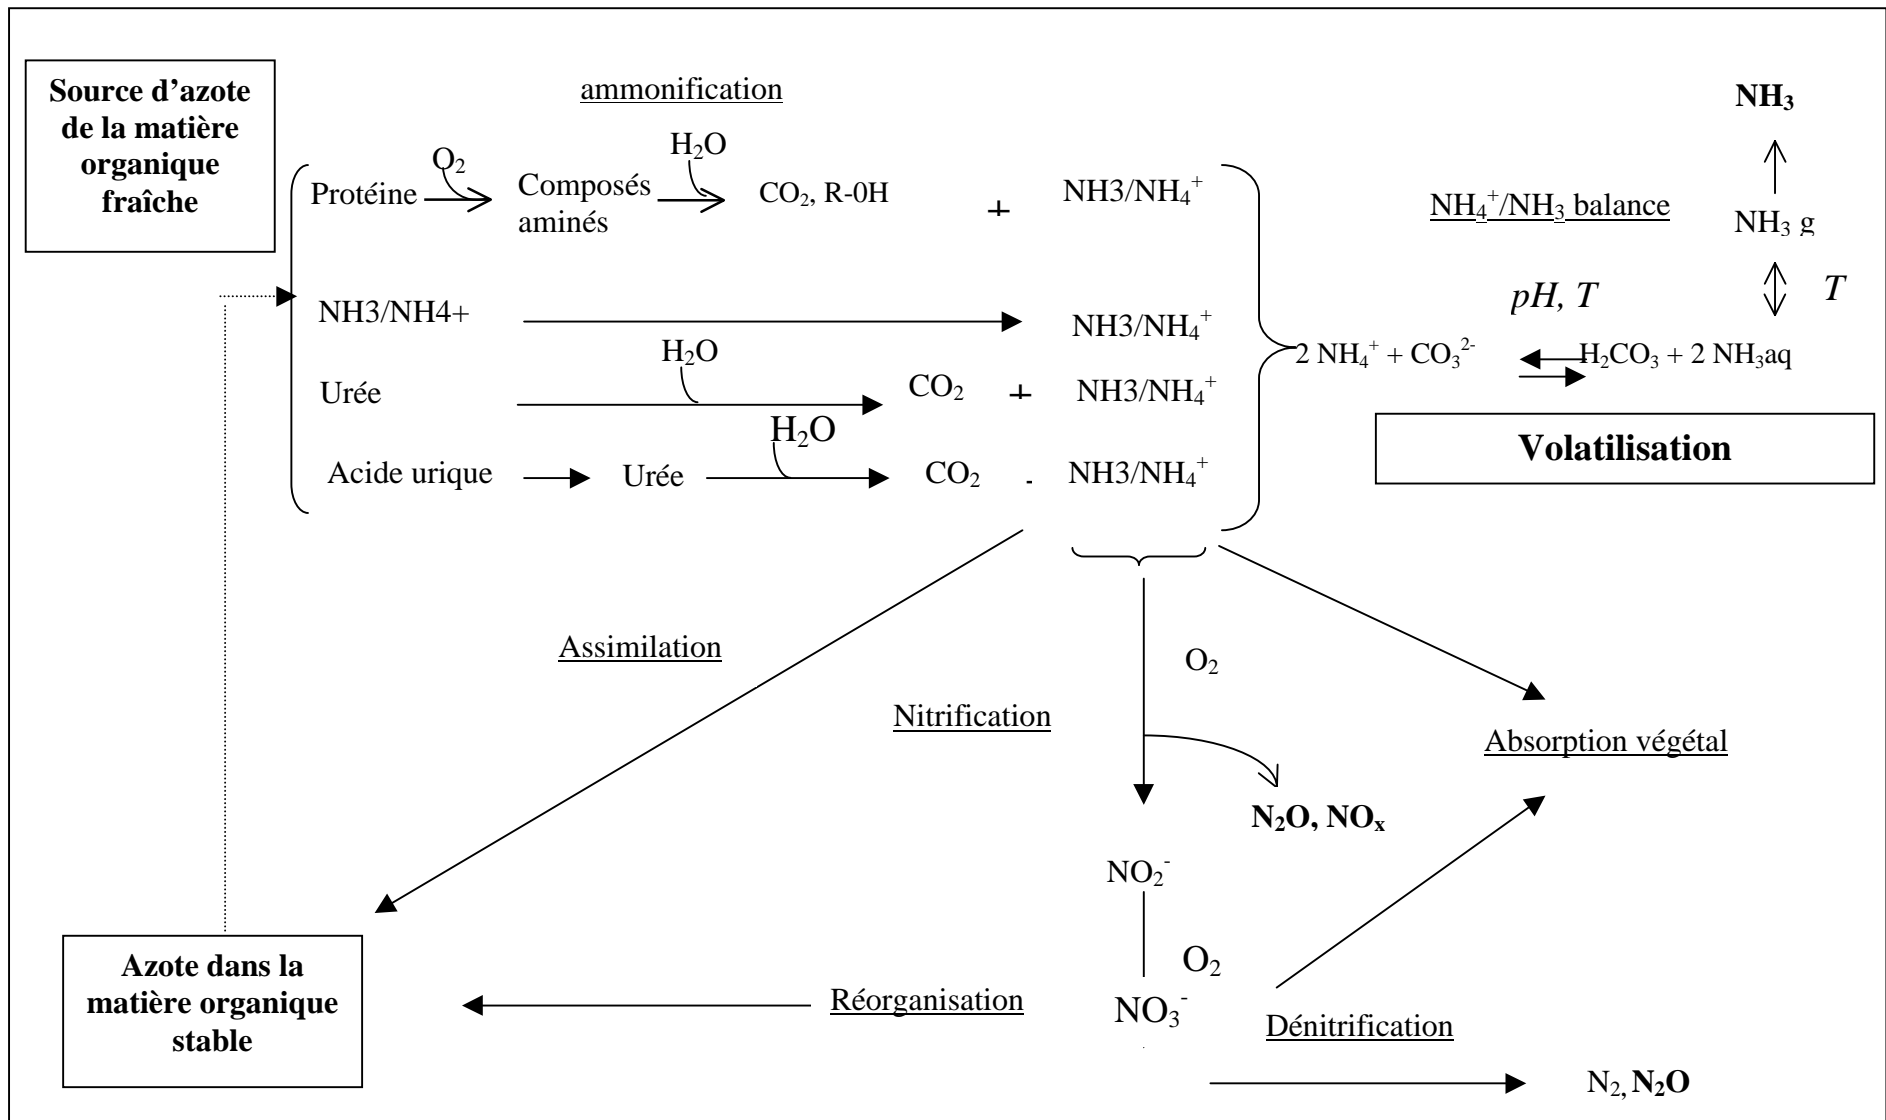 Source d’azote
de la matière
organique
fraîche
ammonification
Protéine
O₂
Composés
aminés
H₂O
CO₂, R-0H
+
NH3/NH₄⁺
NH₄⁺/NH₃ balance
NH₃
NH₃ g
T
pH, T
NH3/NH4+
NH3/NH₄⁺
2 NH₄⁺ + CO₃²⁻
H₂CO₃ + 2 NH₃aq
Urée
H₂O
CO₂
+
NH3/NH₄⁺
Volatilisation
Acide urique
Urée
H₂O
CO₂
-
NH3/NH₄⁺
Assimilation
O₂
Nitrification
Absorption végétal
N₂O, NOₓ
NO₂⁻
O₂
NO₃⁻
Azote dans la
matière organique
stable
Réorganisation
Dénitrification
N₂, N₂O